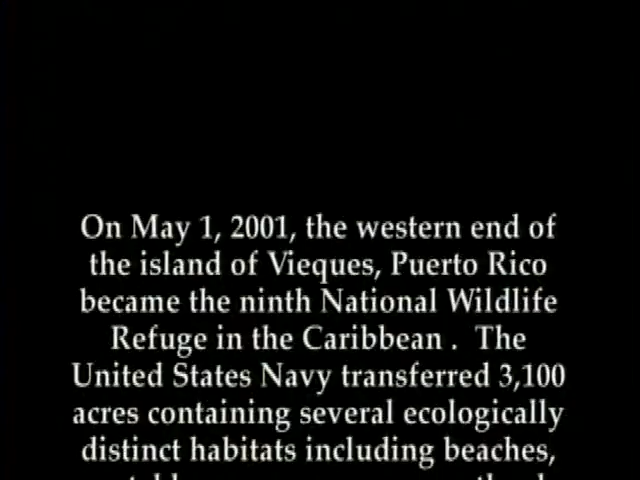 On May 1, 2001, the western end of
the island of Vieques, Puerto Rico
became the ninth National Wildlife
Refuge in the Caribbean .  The
United States Navy transferred 3,100
acres containing several ecologically
distinct habitats including beaches,